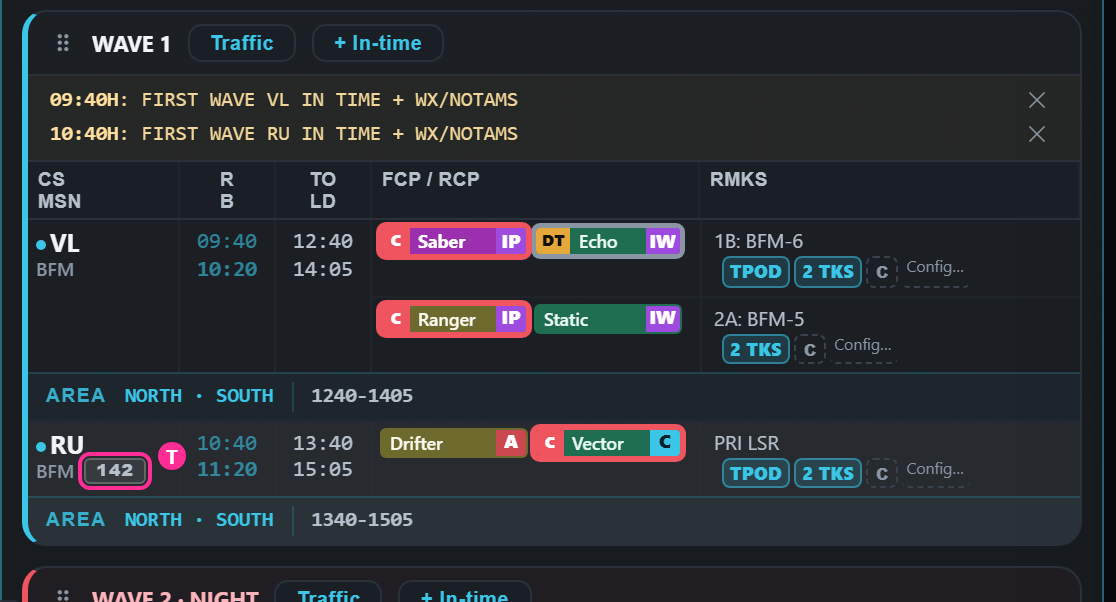 WAVE 1 Traffic + In-time
09:40H: FIRST WAVE VL IN TIME + WX/NOTAMS
10:40H: FIRST WAVE RU IN TIME + WX/NOTAMS
CS R TO FCP / RCP RMKS
MSN B LD
VL 09:40 12:40 C Saber IP DT Echo IW 1B: BFM-6
BFM 10:20 14:05 TPOD 2 TKS C Config...
C Ranger IP Static IW 2A: BFM-5
2 TKS C Config...
AREA NORTH • SOUTH 1240-1405
RU 10:40 13:40 Drifter A C Vector C PRI LSR
BFM 142 T 11:20 15:05 TPOD 2 TKS C Config...
AREA NORTH • SOUTH 1340-1505
WAVE 2 · NIGHT Traffic + In-time